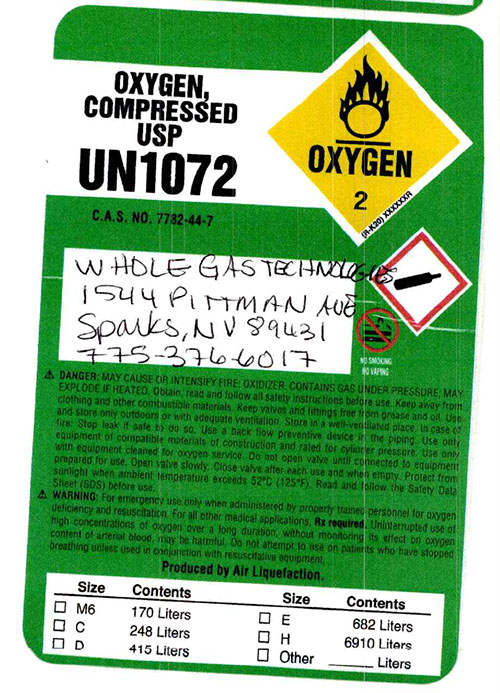 OXYGEN,
COMPRESSED
USP
UN1072
C.A.S. NO. 7782-44-7
OXYGEN
2
(R-K20) XXXXXXR
WHOLE GAS TECHNOLOGIES
1544 PITTMAN AVE
Sparks, NV 89431
775-376-6017
NO SMOKING
NO VAPING
⚠ DANGER: MAY CAUSE OR INTENSIFY FIRE: OXIDIZER. CONTAINS GAS UNDER PRESSURE; MAY
EXPLODE IF HEATED. Obtain, read and follow all safety instructions before use. Keep away from
clothing and other combustible materials. Keep valves and fittings free from grease and oil. Use
and store only outdoors or with adequate ventilation. Store in a well-ventilated place. In case of
fire: Stop leak if safe to do so. Use a back flow preventive device in the piping. Use only
equipment of compatible materials of construction and rated for cylinder pressure. Use only
with equipment cleaned for oxygen service. Do not open valve until connected to equipment
prepared for use. Open valve slowly. Close valve after each use and when empty. Protect from
sunlight when ambient temperature exceeds 52°C (125°F). Read and follow the Safety Data
Sheet (SDS) before use.
⚠ WARNING: For emergency use only when administered by properly trained personnel for oxygen
deficiency and resuscitation. For all other medical applications, Rx required. Uninterrupted use of
high concentrations of oxygen over a long duration, without monitoring its effect on oxygen
content of arterial blood, may be harmful. Do not attempt to use on patients who have stopped
breathing unless used in conjunction with resuscitative equipment.
Produced by Air Liquefaction.
Size Contents Size Contents
☐ M6 170 Liters ☐ E 682 Liters
☐ C 248 Liters ☐ H 6910 Liters
☐ D 415 Liters ☐ Other ______ Liters